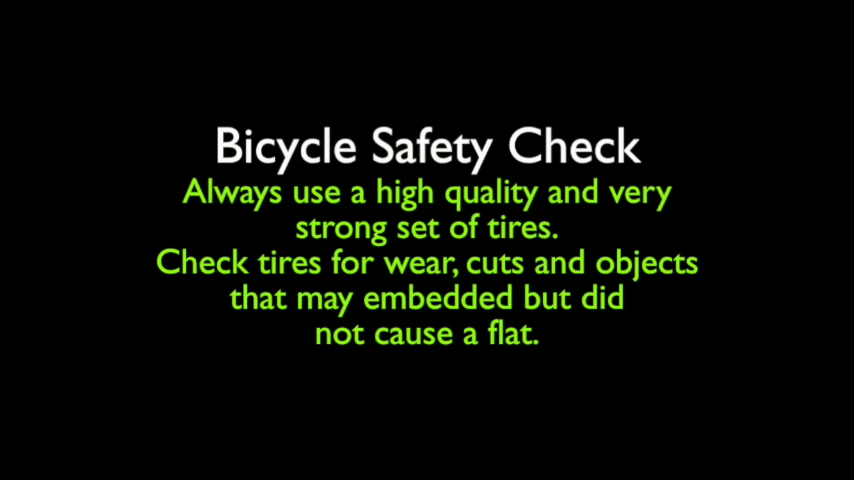 Bicycle Safety Check
Always use a high quality and very
strong set of tires.
Check tires for wear, cuts and objects
that may embedded but did
not cause a flat.